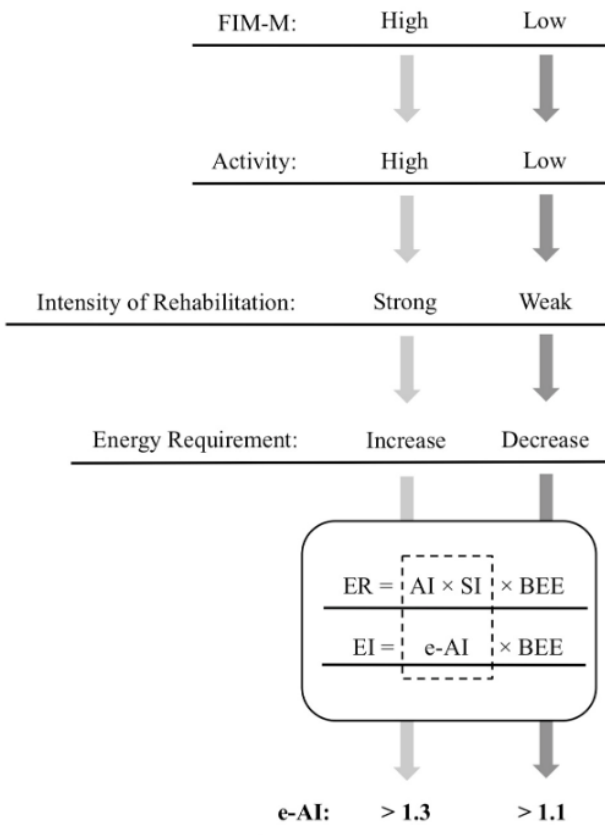 FIM-M: High Low
Activity: High Low
Intensity of Rehabilitation: Strong Weak
Energy Requirement: Increase Decrease
ER = AI × SI × BEE
EI = e-AI × BEE
e-AI: > 1.3 > 1.1